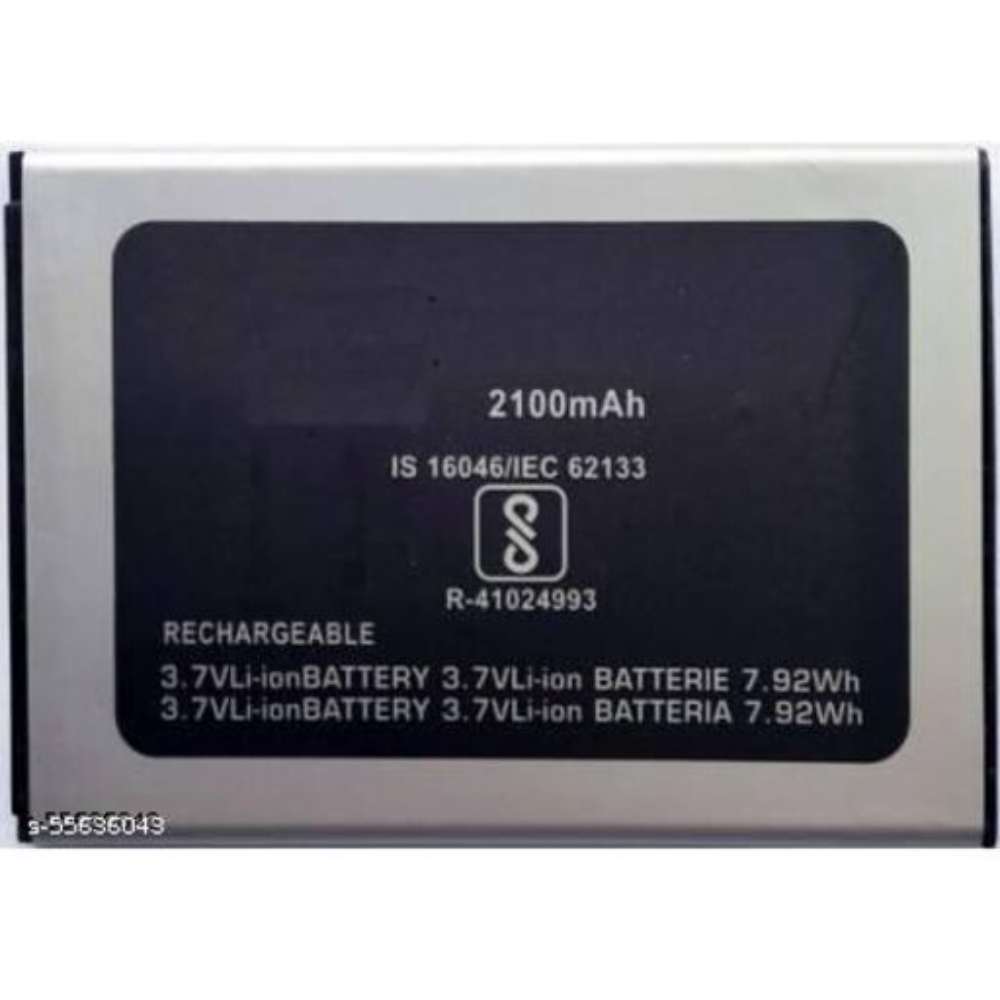 2100mAh
IS 16046/IEC 62133
R-41024993
RECHARGEABLE
3.7VLi-ionBATTERY 3.7VLi-ion BATTERIE 7.92Wh
3.7VLi-ionBATTERY 3.7VLi-ion BATTERIA 7.92Wh
s-55636043